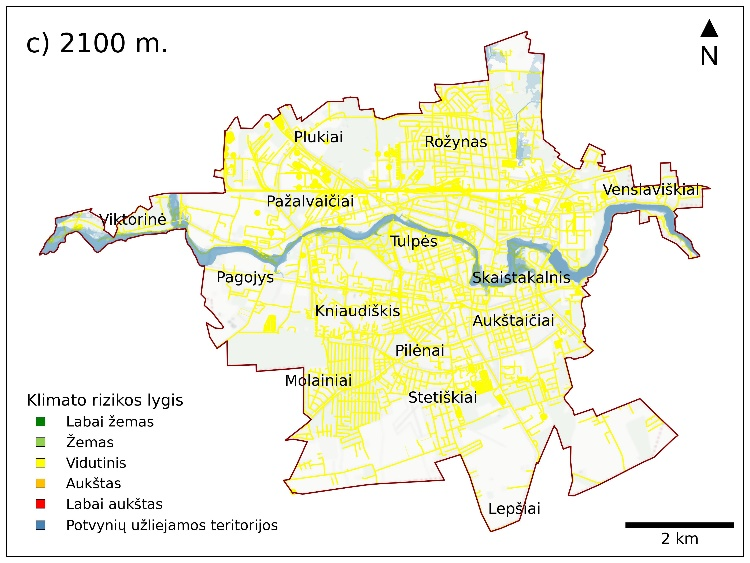 c) 2100 m.
N
Plukiai
Rožynas
Venslaviškiai
Pažalvaičiai
Viktorinė
Tulpės
Pagojys
Skaistakalnis
Kniaudiškis
Aukštaičiai
Pilėnai
Molainiai
Stetiškiai
Lepšiai
Klimato rizikos lygis
Labai žemas
Žemas
Vidutinis
Aukštas
Labai aukštas
Potvynių užliejamos teritorijos
2 km